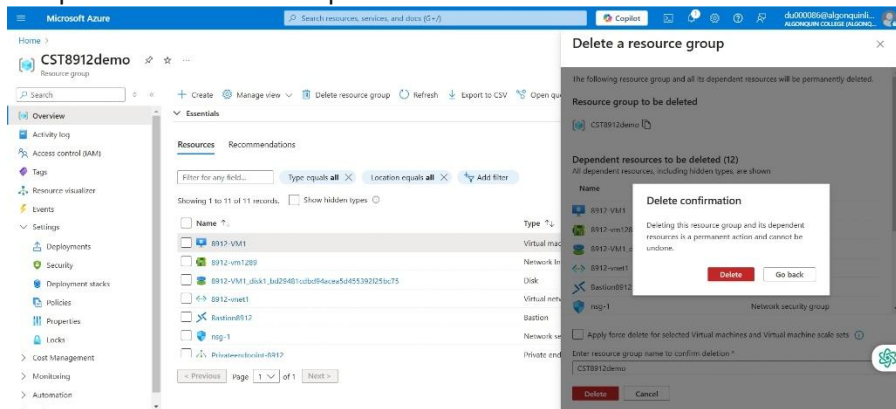 Microsoft Azure
Search resources, services, and docs (G+/)
Copilot
du000086@algonquinli...
ALGONQUIN COLLEGE (ALGONQ...
Home >
CST8912demo
Resource group
Search
Overview
Activity log
Access control (IAM)
Tags
Resource visualizer
Events
Settings
Deployments
Security
Deployment stacks
Policies
Properties
Locks
Cost Management
Monitoring
Automation
Create
Manage view
Delete resource group
Refresh
Export to CSV
Open qu
Essentials
Resources Recommendations
Filter for any field...
Type equals all
Location equals all
Add filter
Showing 1 to 11 of 11 records.
Show hidden types
Name
Type
8912-VM1
Virtual mac
8912-vm1289
Network In
Disk
8912-vnet1
Virtual netw
Bastion8912
Bastion
nsg-1
Network se
Privateendpoint-8912
Private end
< Previous Page 1 of 1 Next >
Delete a resource group
The following resource group and all its dependent resources will be permanently deleted.
Resource group to be deleted
CST8912demo
Dependent resources to be deleted (12)
All dependent resources, including hidden types, are shown
Name
8912-VM1
8912-vm128
8912-VM1_d
8912-vnet1
Bastion8912
nsg-1
Network security group
Delete confirmation
Deleting this resource group and its dependent
resources is a permanent action and cannot be
undone.
Delete
Go back
Apply force delete for selected Virtual machines and Virtual machine scale sets
Enter resource group name to confirm deletion *
CST8912demo
Delete
Cancel